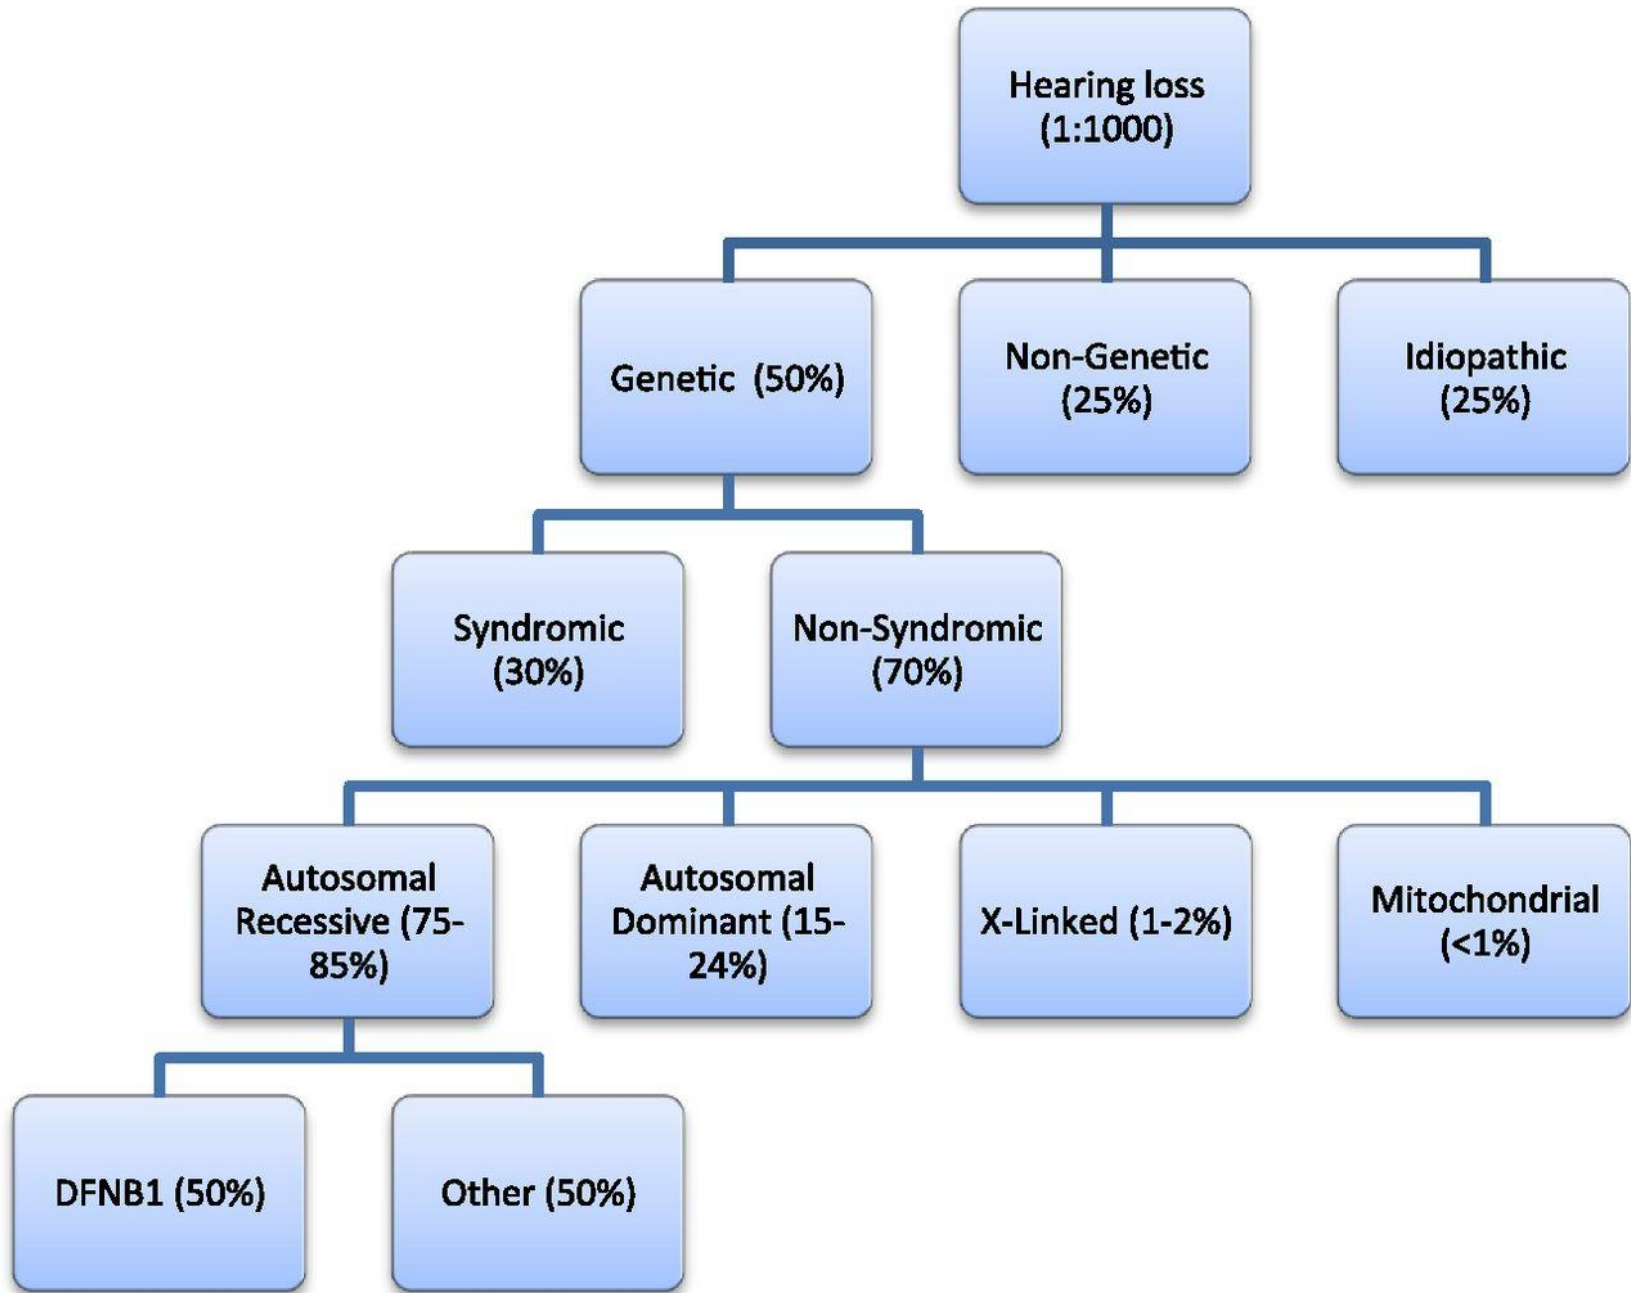 Hearing loss
(1:1000)
Genetic (50%)
Non-Genetic
(25%)
Idiopathic
(25%)
Syndromic
(30%)
Non-Syndromic
(70%)
Autosomal
Recessive (75-
85%)
Autosomal
Dominant (15-
24%)
X-Linked (1-2%)
Mitochondrial
(<1%)
DFNB1 (50%)
Other (50%)